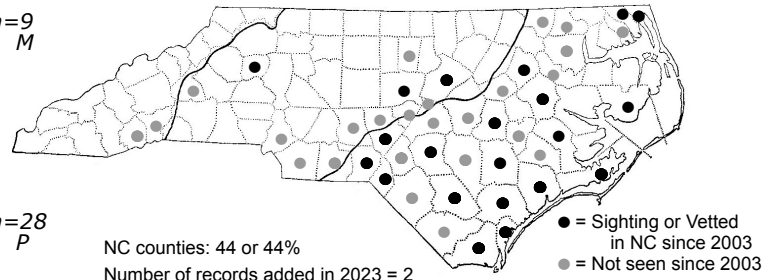 n=9
M
n=28
P
NC counties: 44 or 44%
Number of records added in 2023 = 2
= Sighting or Vetted
in NC since 2003
= Not seen since 2003